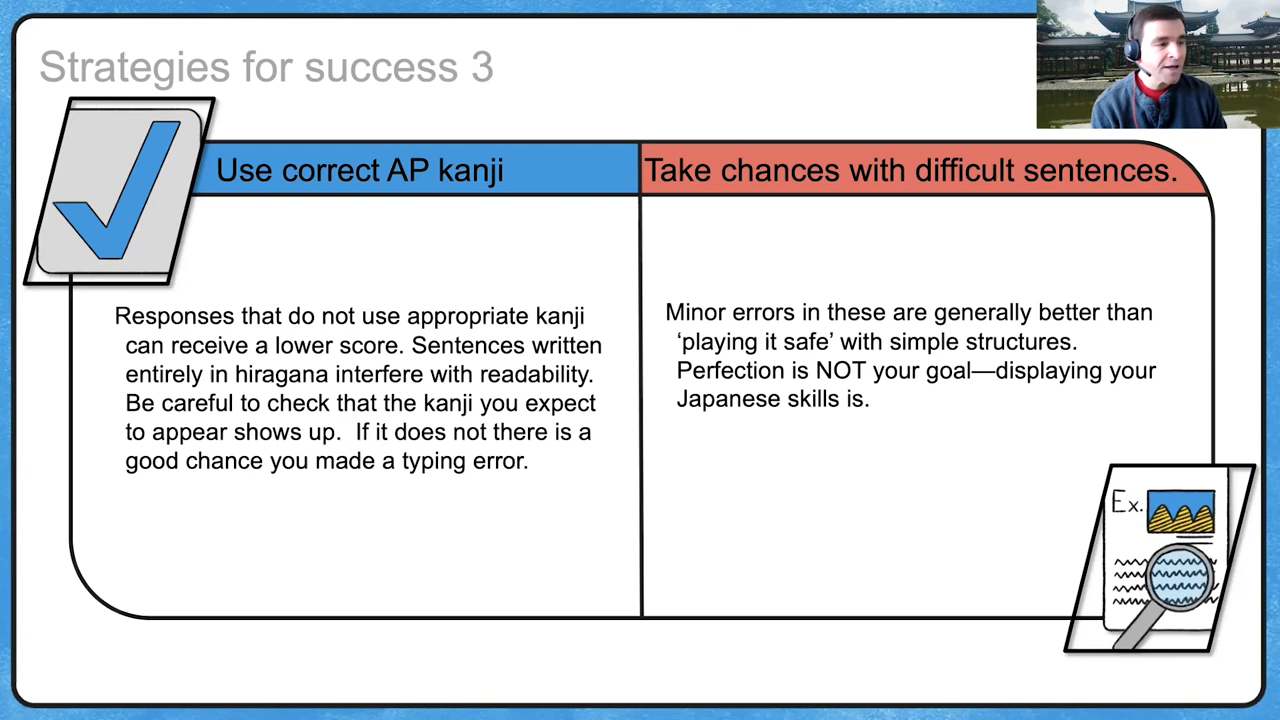 Strategies for success 3
Use correct AP kanji
Responses that do not use appropriate kanji
can receive a lower score. Sentences written
entirely in hiragana interfere with readability.
Be careful to check that the kanji you expect
to appear shows up.  If it does not there is a
good chance you made a typing error.
Take chances with difficult sentences.
Minor errors in these are generally better than
‘playing it safe’ with simple structures.
Perfection is NOT your goal—displaying your
Japanese skills is.
Ex.